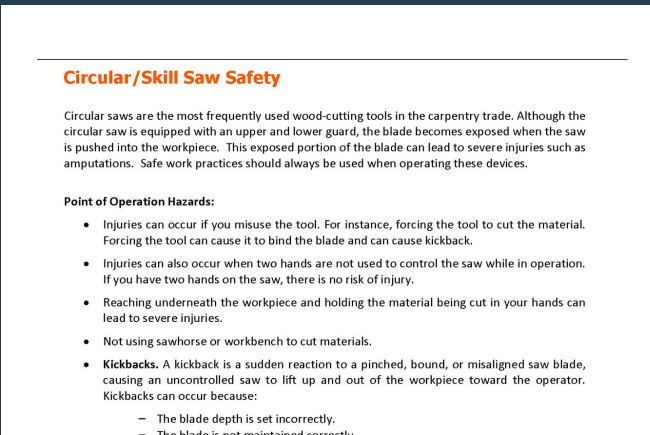 Circular/Skill Saw Safety
Circular saws are the most frequently used wood-cutting tools in the carpentry trade. Although the
circular saw is equipped with an upper and lower guard, the blade becomes exposed when the saw
is pushed into the workpiece.  This exposed portion of the blade can lead to severe injuries such as
amputations.  Safe work practices should always be used when operating these devices.
Point of Operation Hazards:
• Injuries can occur if you misuse the tool. For instance, forcing the tool to cut the material.
Forcing the tool can cause it to bind the blade and can cause kickback.
• Injuries can also occur when two hands are not used to control the saw while in operation.
If you have two hands on the saw, there is no risk of injury.
• Reaching underneath the workpiece and holding the material being cut in your hands can
lead to severe injuries.
• Not using sawhorse or workbench to cut materials.
• Kickbacks. A kickback is a sudden reaction to a pinched, bound, or misaligned saw blade,
causing an uncontrolled saw to lift up and out of the workpiece toward the operator.
Kickbacks can occur because:
– The blade depth is set incorrectly.
– The blade is not maintained correctly.